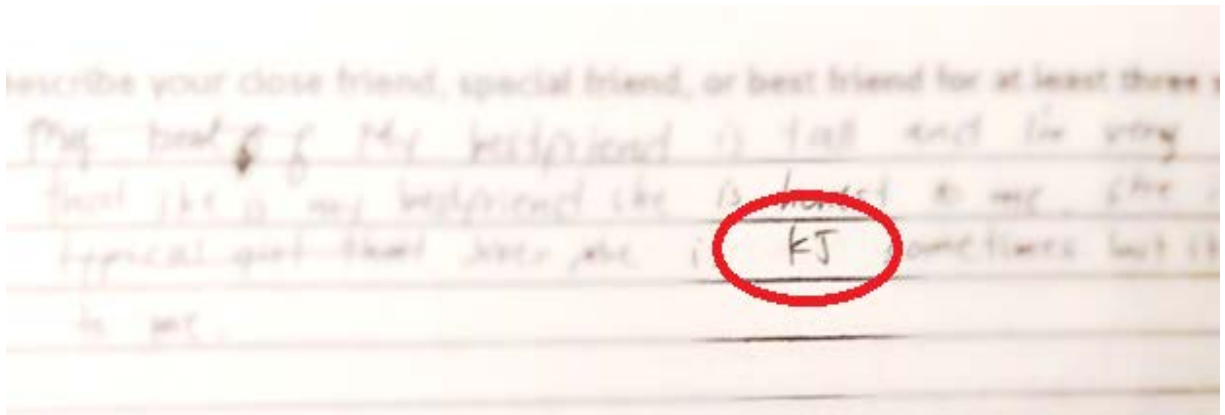 escribe your close friend, special friend, or best friend for at least three
My best f My bestfriend is tall and I'm very
that she is my bestfriend she is honest to me. she
typical girl that she i kJ sometimes but
to me.